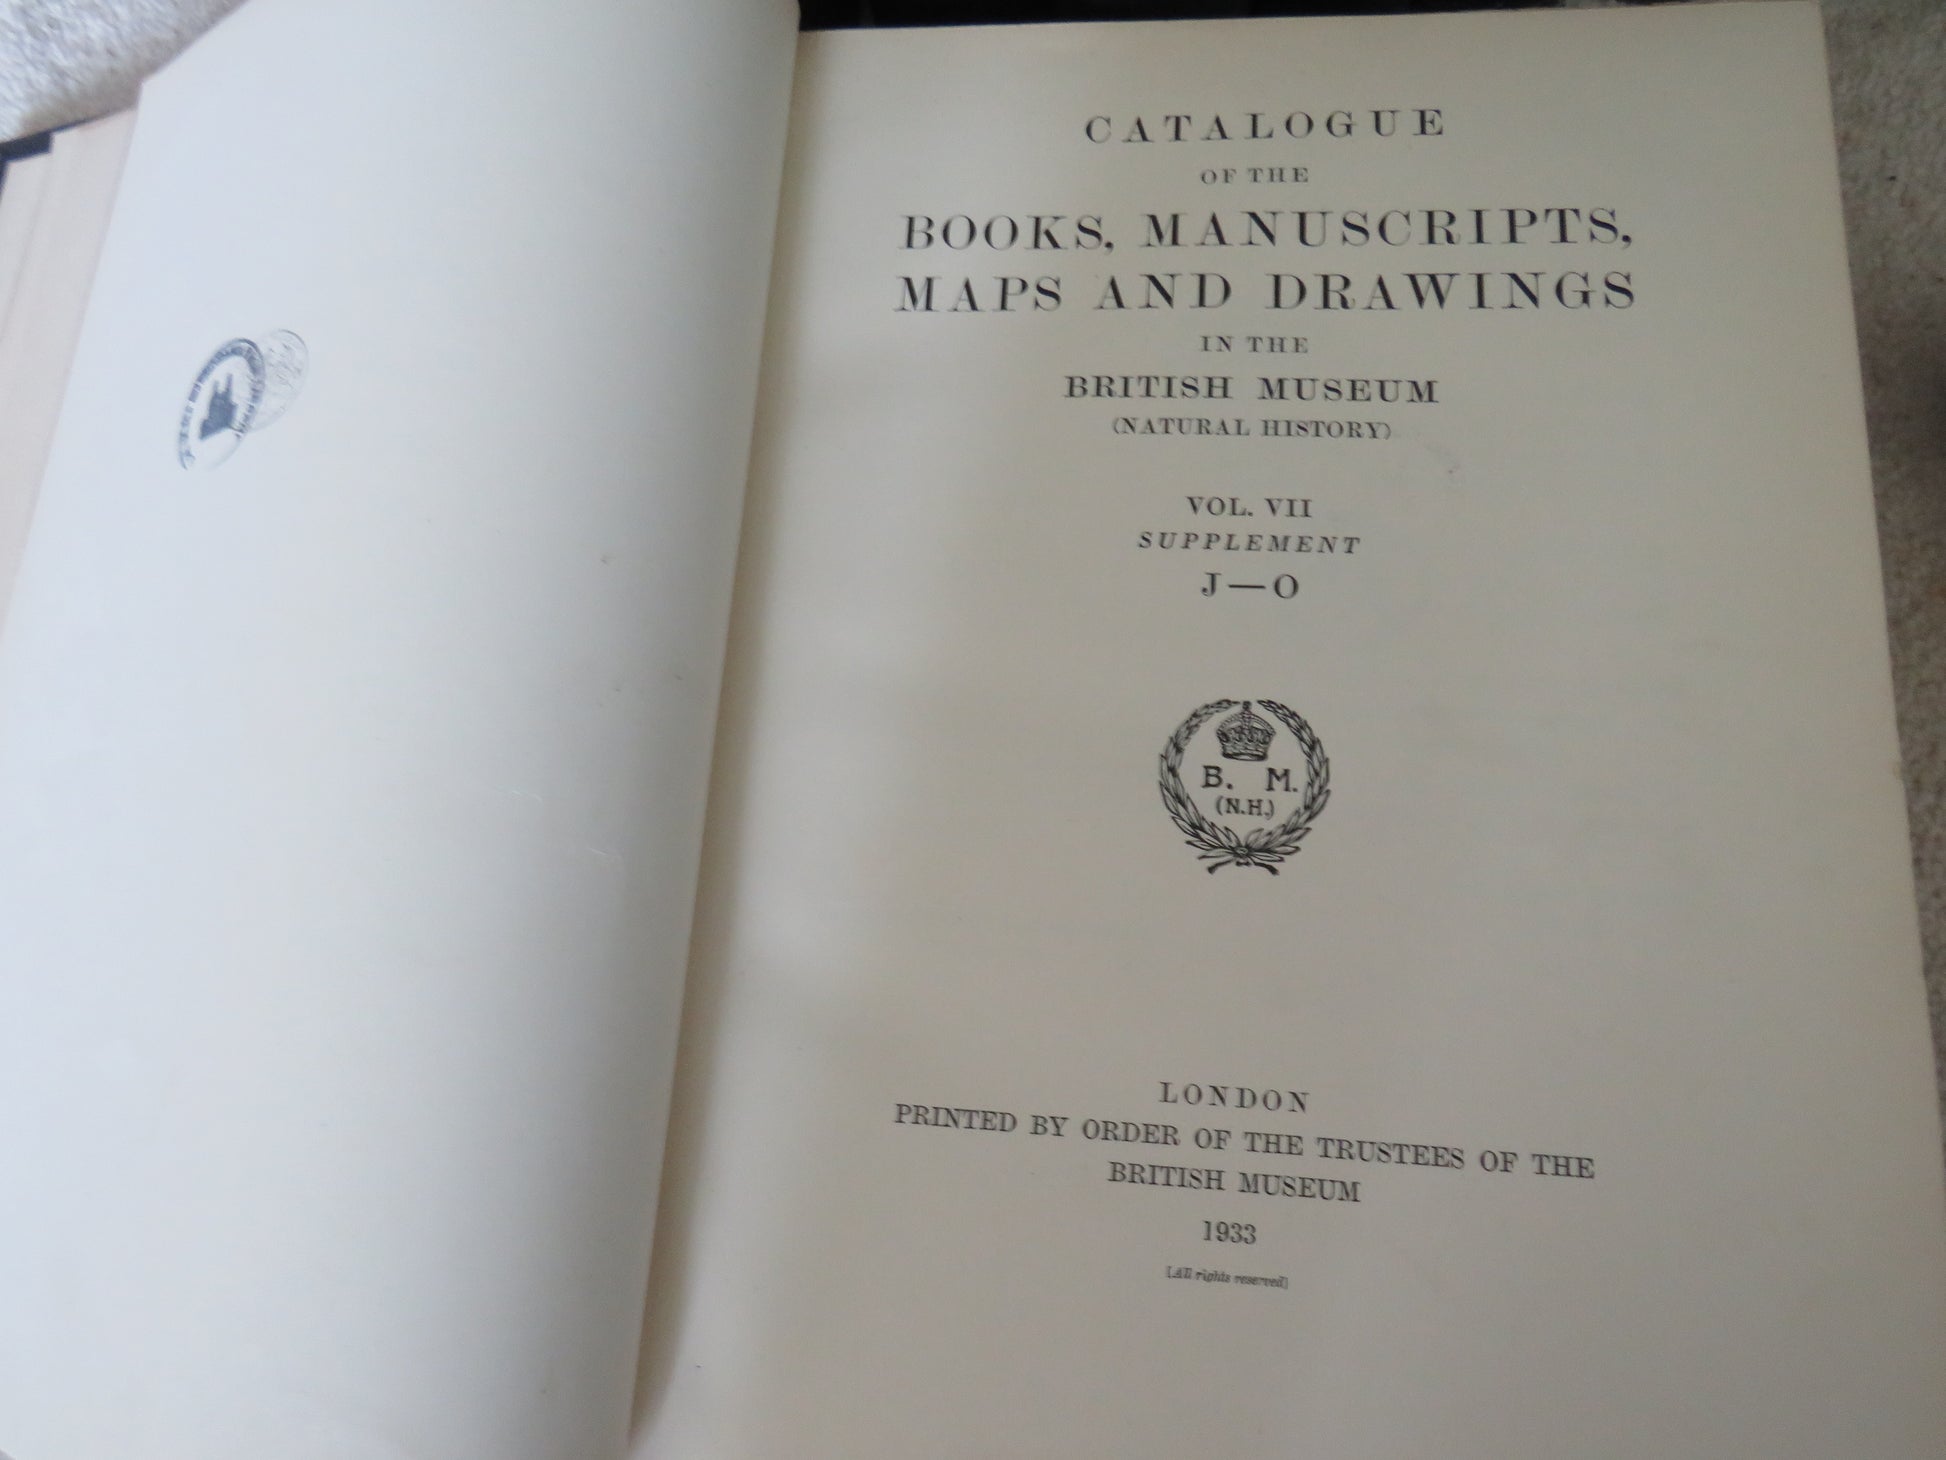 CATALOGUE
OF THE
BOOKS, MANUSCRIPTS,
MAPS AND DRAWINGS
IN THE
BRITISH MUSEUM
(NATURAL HISTORY)
VOL. VII
SUPPLEMENT
J—O
B. M.
(N.H.)
LONDON
PRINTED BY ORDER OF THE TRUSTEES OF THE
BRITISH MUSEUM
1933
[All rights reserved]